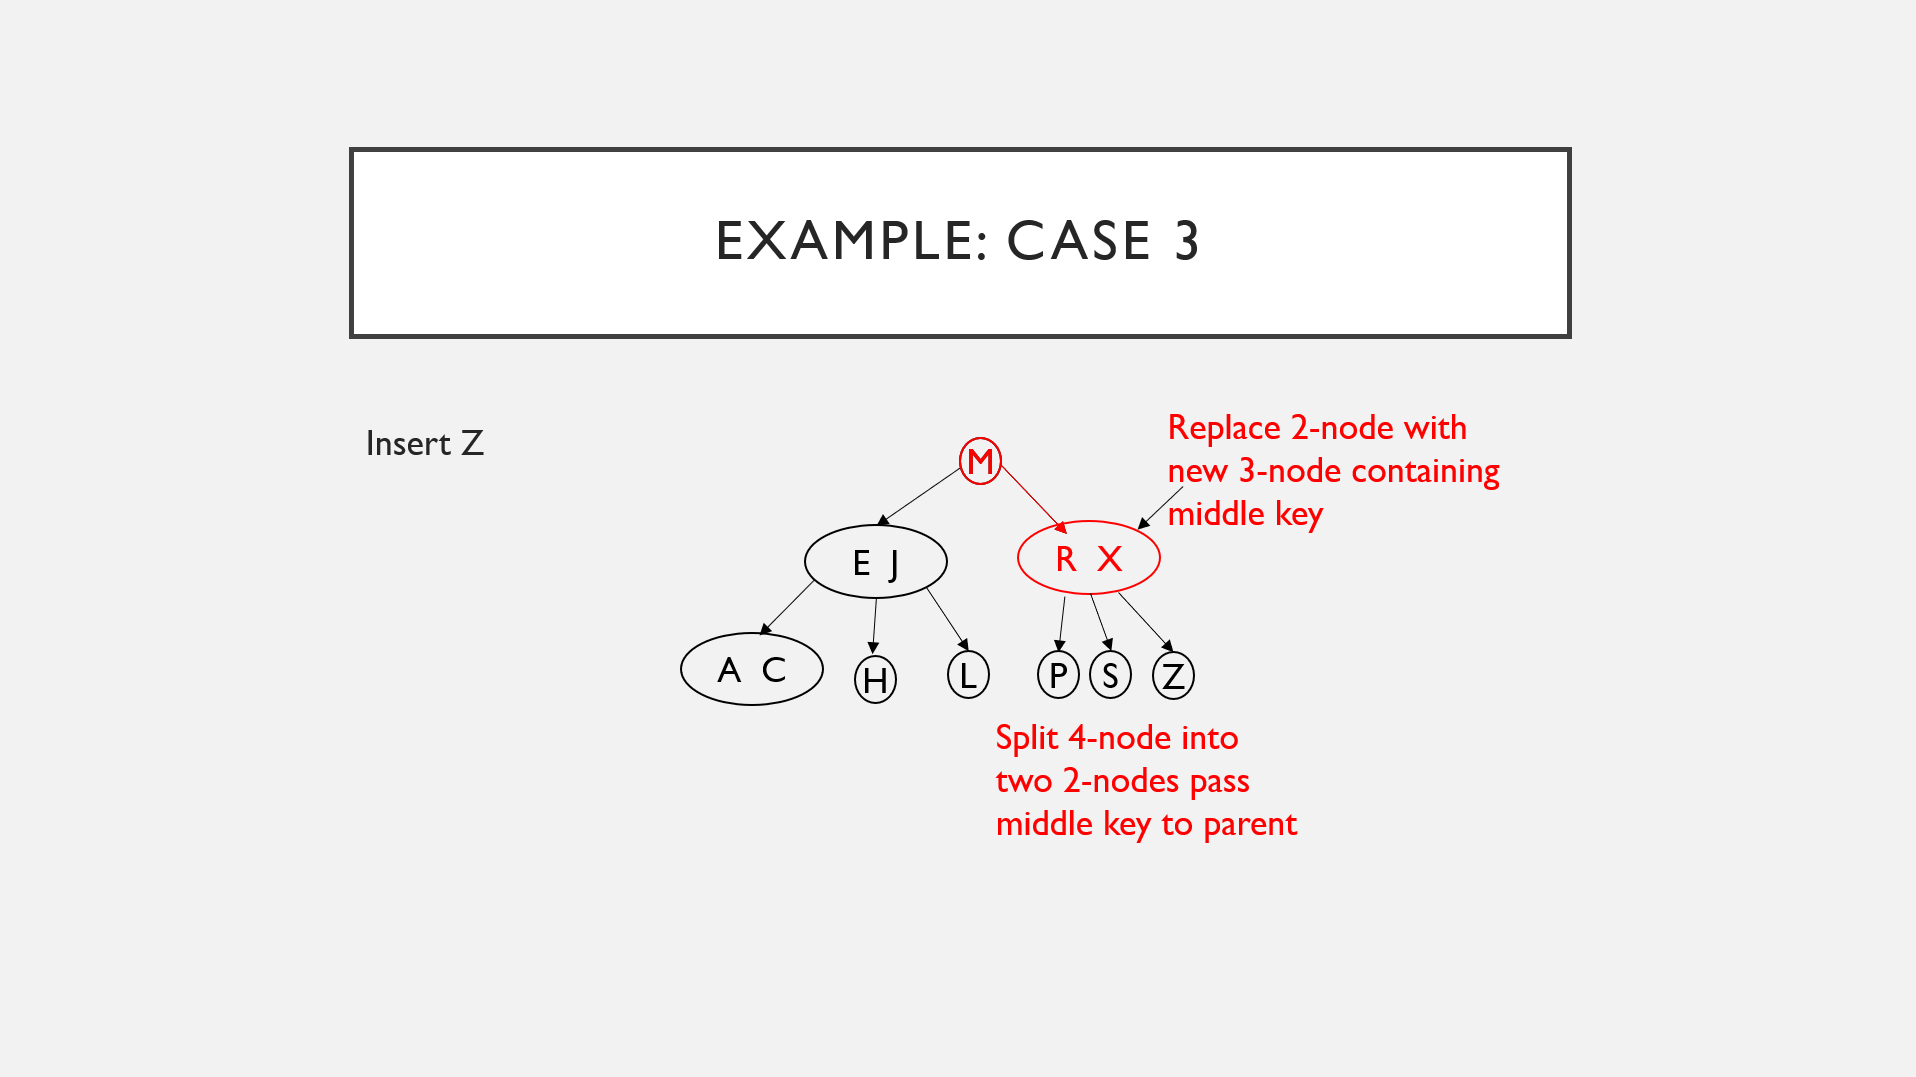 EXAMPLE: CASE 3
Insert Z
Replace 2-node with
new 3-node containing
middle key
M
E J
R X
A C
H
L
P
S
Z
Split 4-node into
two 2-nodes pass
middle key to parent